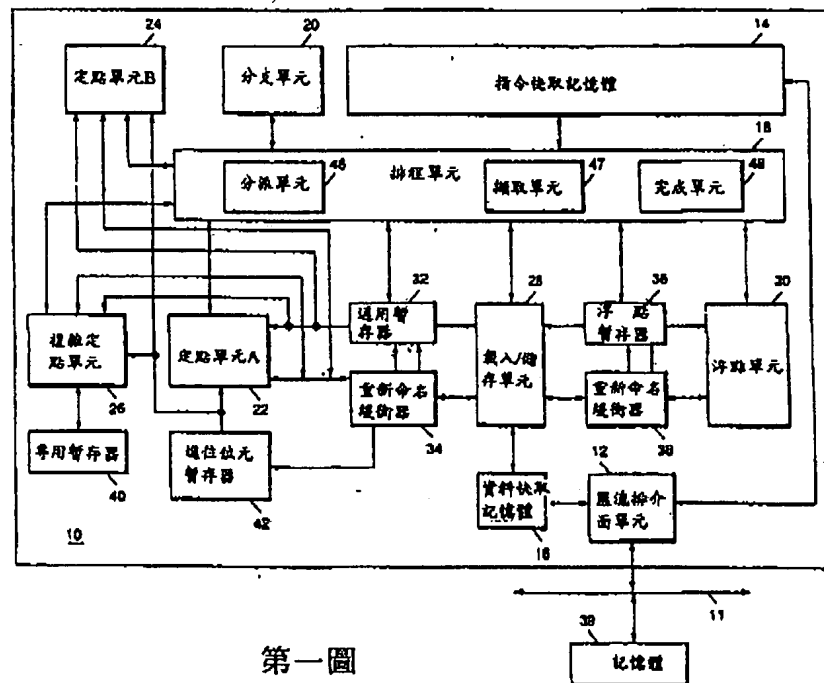 24
20
14
定點單元B
分支單元
指令快取記憶體
18
46
47
48
分派單元
排程單元
擷取單元
完成單元
32
28
36
30
通用暫
存器
浮點
暫存器
複雜定
點單元
定點單元A
載入/儲
存單元
浮點單元
重新命名
緩衝器
重新命名
緩衝器
26
22
34
38
12
專用暫存器
進位位元
暫存器
資料快取
記憶體
匯流排介
面單元
40
42
16
10
11
39
記憶體
第一圖